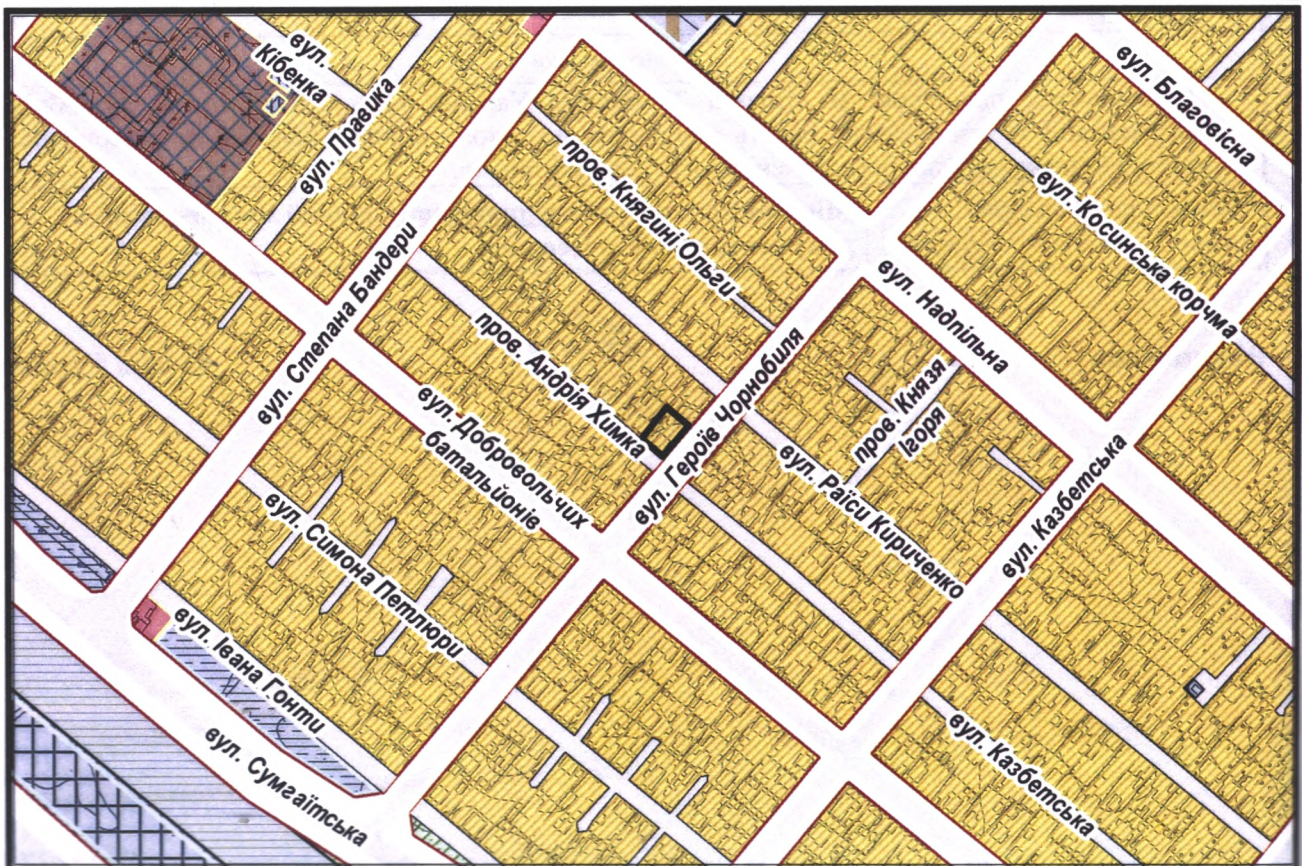 вул.
Кібенка
вул. Правика
вул. Благовісна
пров. Княгині Ольги
вул. Косинська корчма
вул. Степана Бандери
вул. Надпільна
пров. Андрія Химка
вул. Героїв Чорнобиля
пров. Князя
Ігоря
вул. Добровольчих
батальйонів
вул. Раїси Кириченко
вул. Казбетська
вул. Симона Петлюри
вул. Івана Ґонти
вул. Сумгаїтська
вул. Казбетська